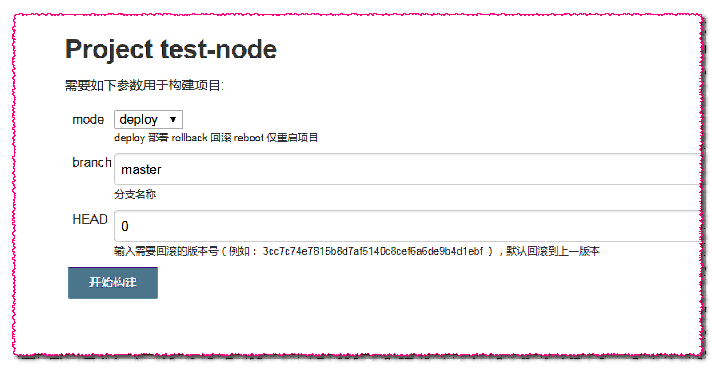 Project test-node
需要如下参数用于构建项目:
mode deploy
deploy 部署 rollback 回滚 reboot 仅重启项目
branch master
分支名称
HEAD 0
输入需要回滚的版本号（例如： 3cc7c74e7815b8d7af5140c8cef6a6de9b4d1ebf ），默认回滚到上一版本
开始构建